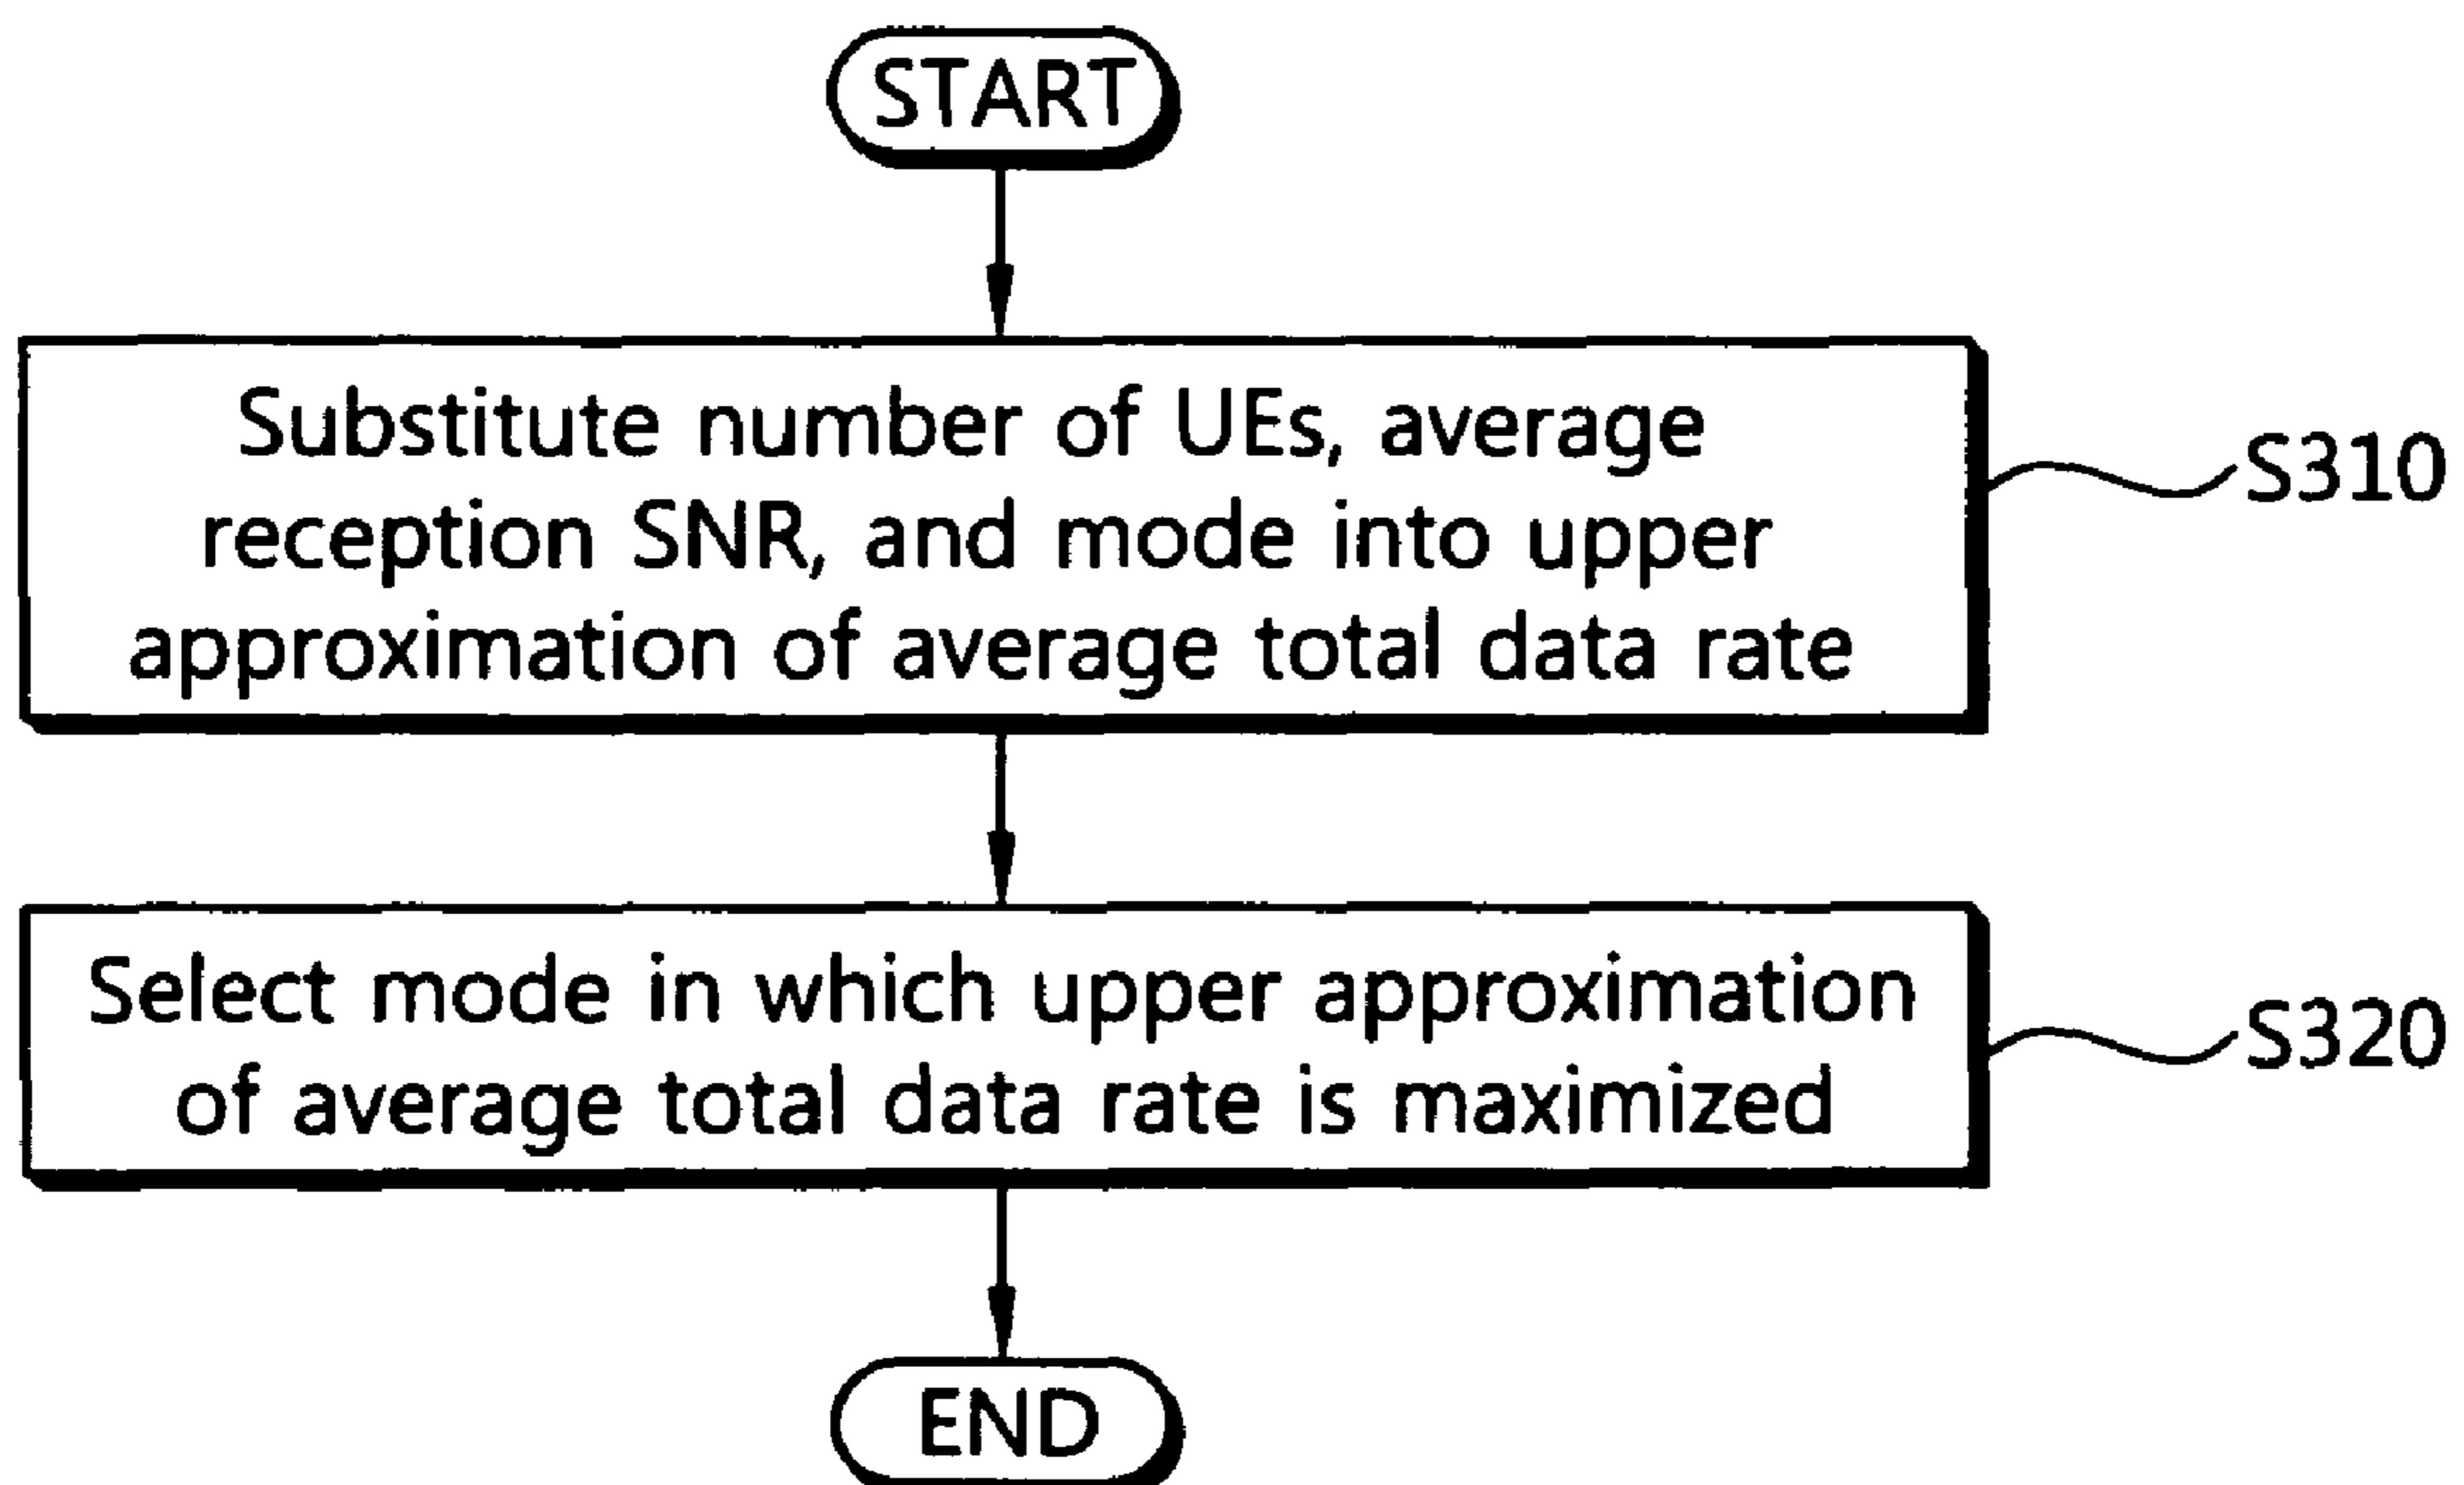 START
Substitute number of UEs, average
reception SNR, and mode into upper
approximation of average total data rate
S310
Select mode in which upper approximation
of average total data rate is maximized
S320
END